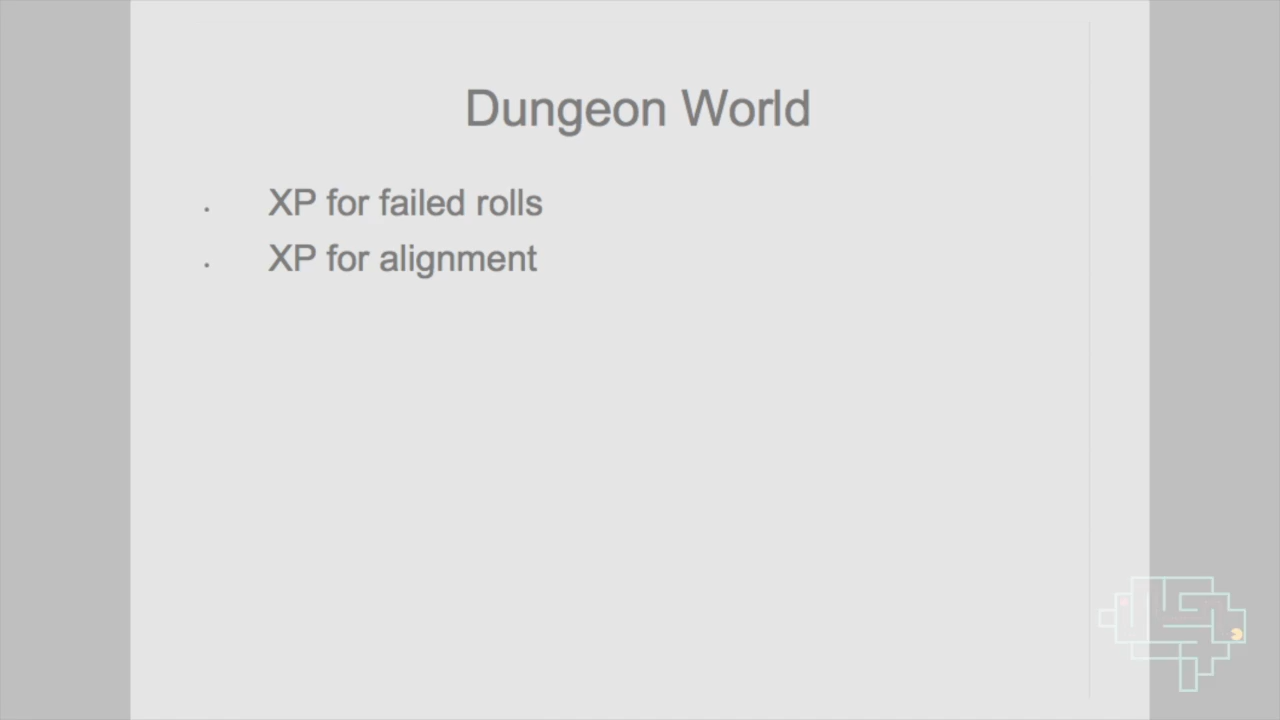 Dungeon World
. XP for failed rolls
. XP for alignment